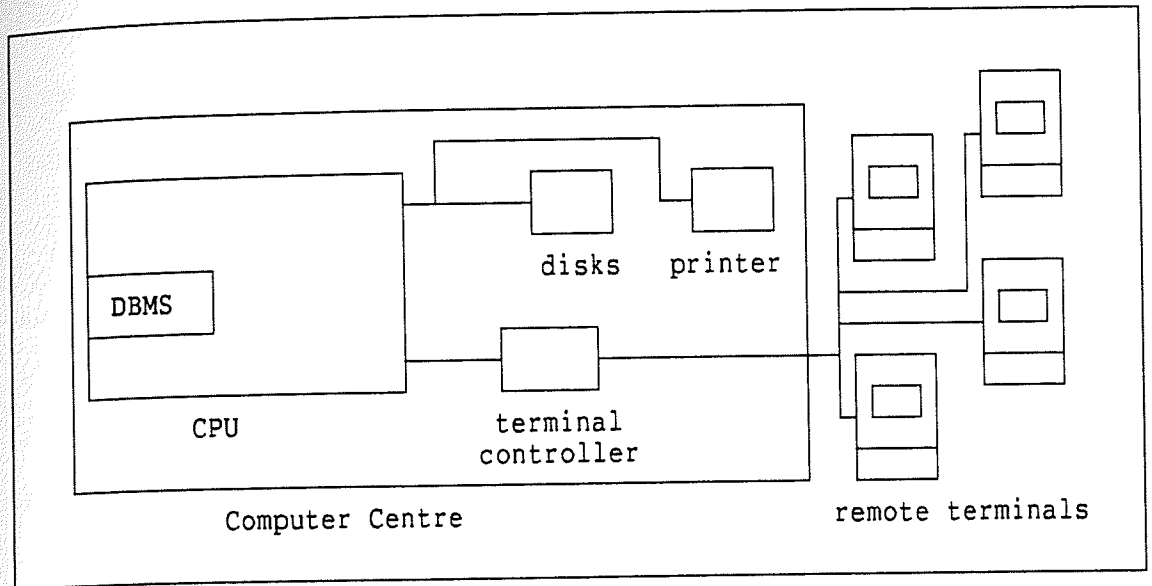 disks
printer
DBMS
CPU
terminal
controller
Computer Centre
remote terminals